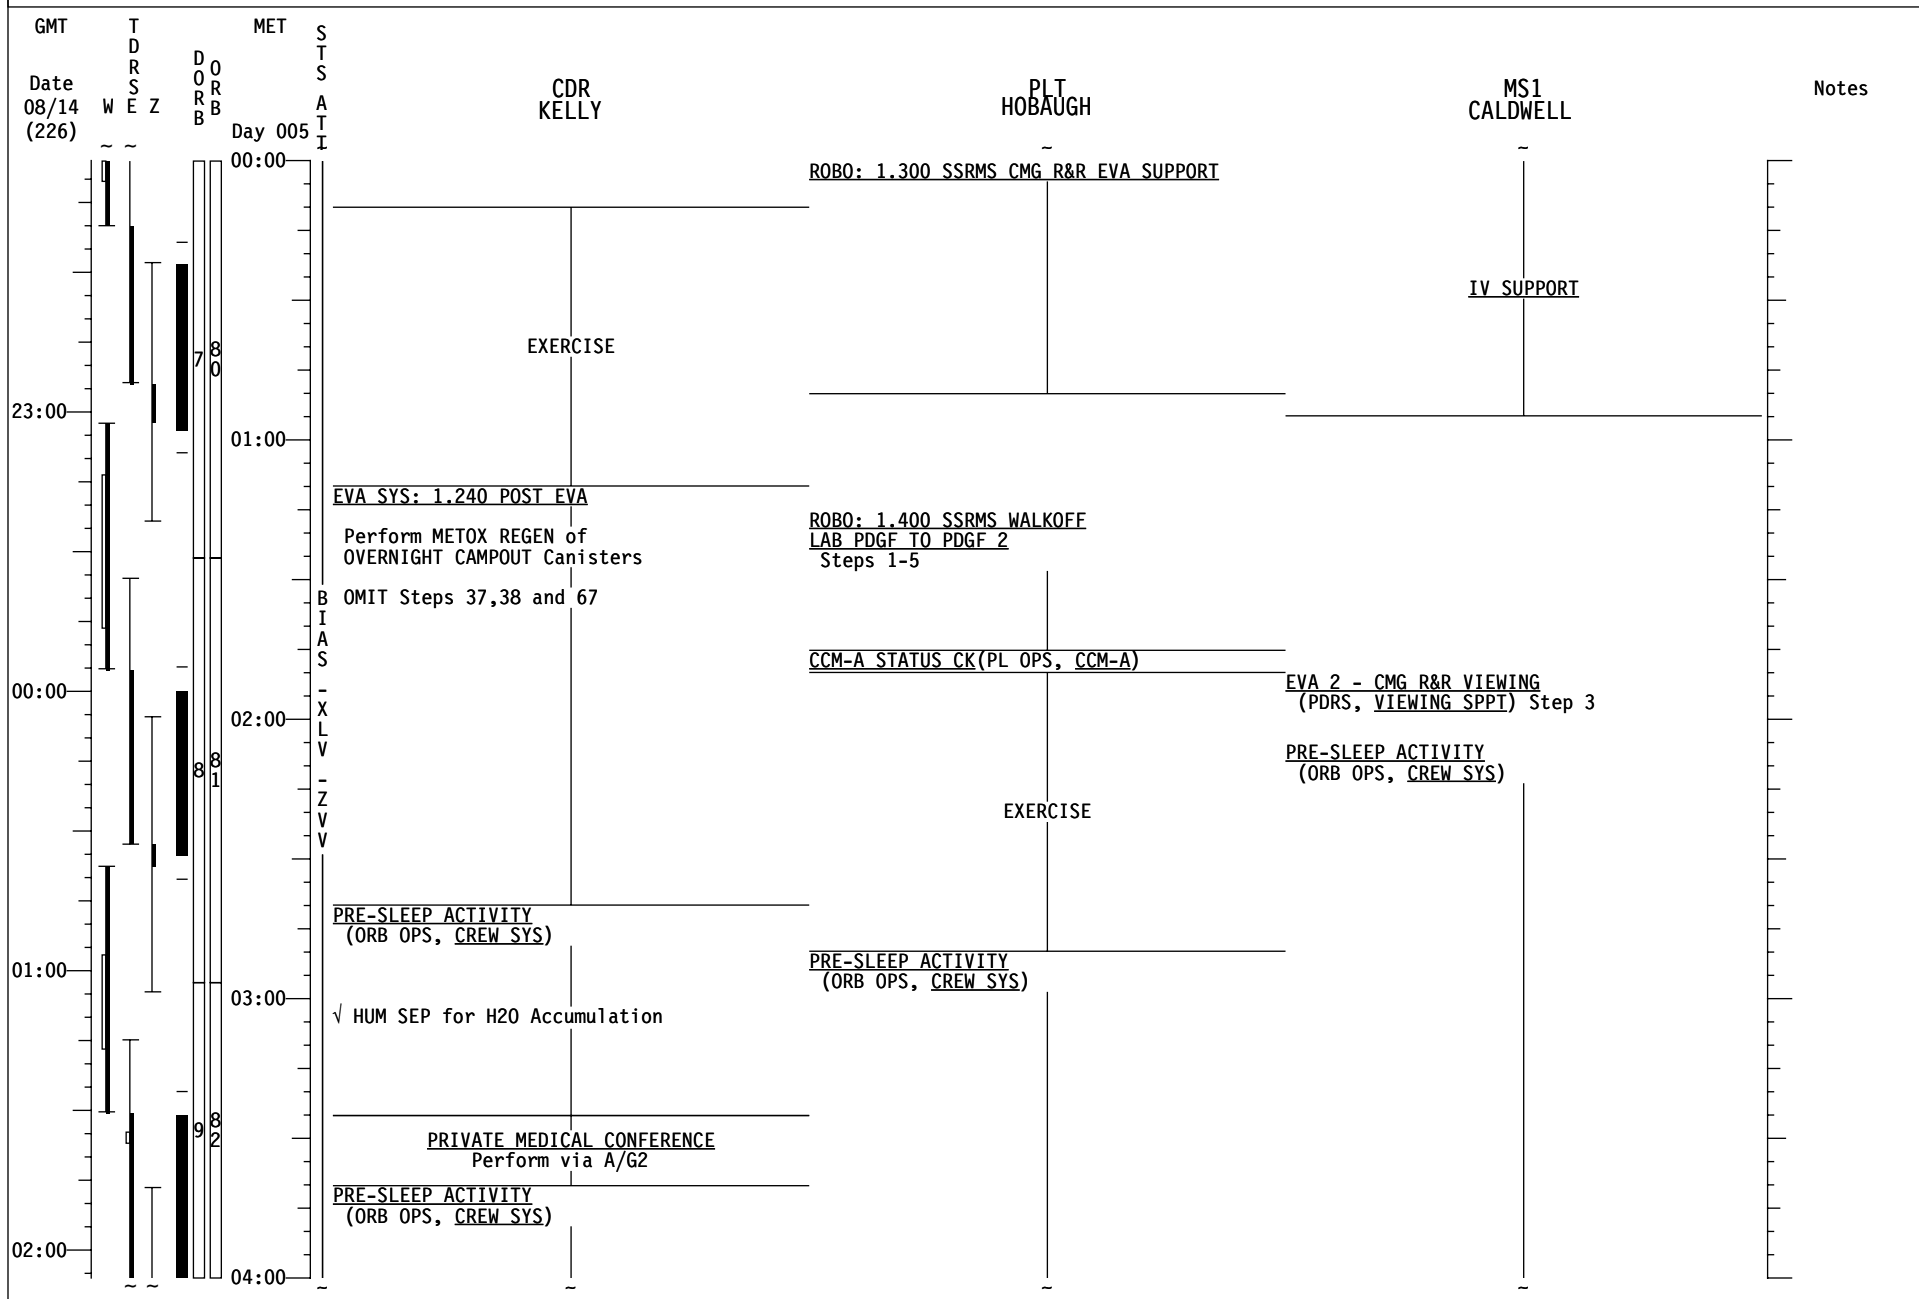 GMT
TDRS
MET
STS ATT
DORB
ORB
Date
08/14
(226)
W E Z
Day 005
CDR
KELLY
PLT
HOBAUGH
MS1
CALDWELL
Notes
~ ~ ~ ~
00:00
ROBO: 1.300 SSRMS CMG R&R EVA SUPPORT
IV SUPPORT
EXERCISE
7
80
23:00
01:00
EVA SYS: 1.240 POST EVA
Perform METOX REGEN of
OVERNIGHT CAMPOUT Canisters
OMIT Steps 37,38 and 67
ROBO: 1.400 SSRMS WALKOFF
LAB PDGF TO PDGF 2
Steps 1-5
BIAS -XLV -ZVV
CCM-A STATUS CK(PL OPS, CCM-A)
EVA 2 - CMG R&R VIEWING
(PDRS, VIEWING SPPT) Step 3
00:00
02:00
PRE-SLEEP ACTIVITY
(ORB OPS, CREW SYS)
8
81
EXERCISE
PRE-SLEEP ACTIVITY
(ORB OPS, CREW SYS)
PRE-SLEEP ACTIVITY
(ORB OPS, CREW SYS)
01:00
03:00
√ HUM SEP for H2O Accumulation
9
82
PRIVATE MEDICAL CONFERENCE
Perform via A/G2
PRE-SLEEP ACTIVITY
(ORB OPS, CREW SYS)
02:00
04:00
~ ~ ~ ~ ~ ~